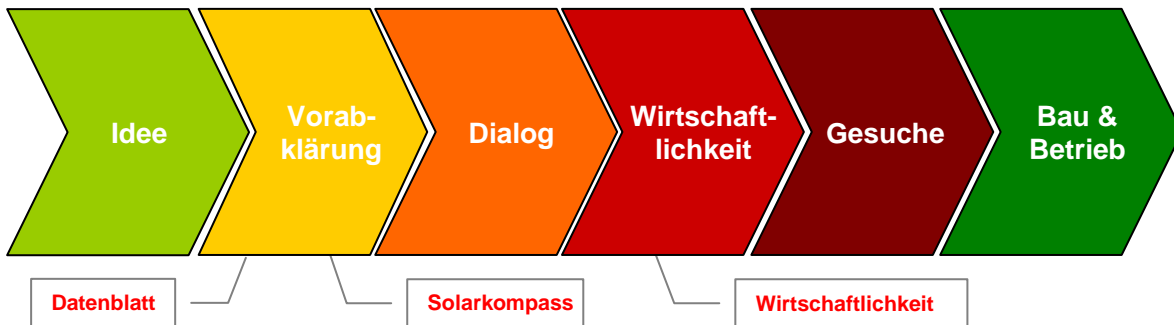 Idee
Vorab-
klärung
Dialog
Wirtschaft-
lichkeit
Gesuche
Bau &
Betrieb
Datenblatt
Solarkompass
Wirtschaftlichkeit